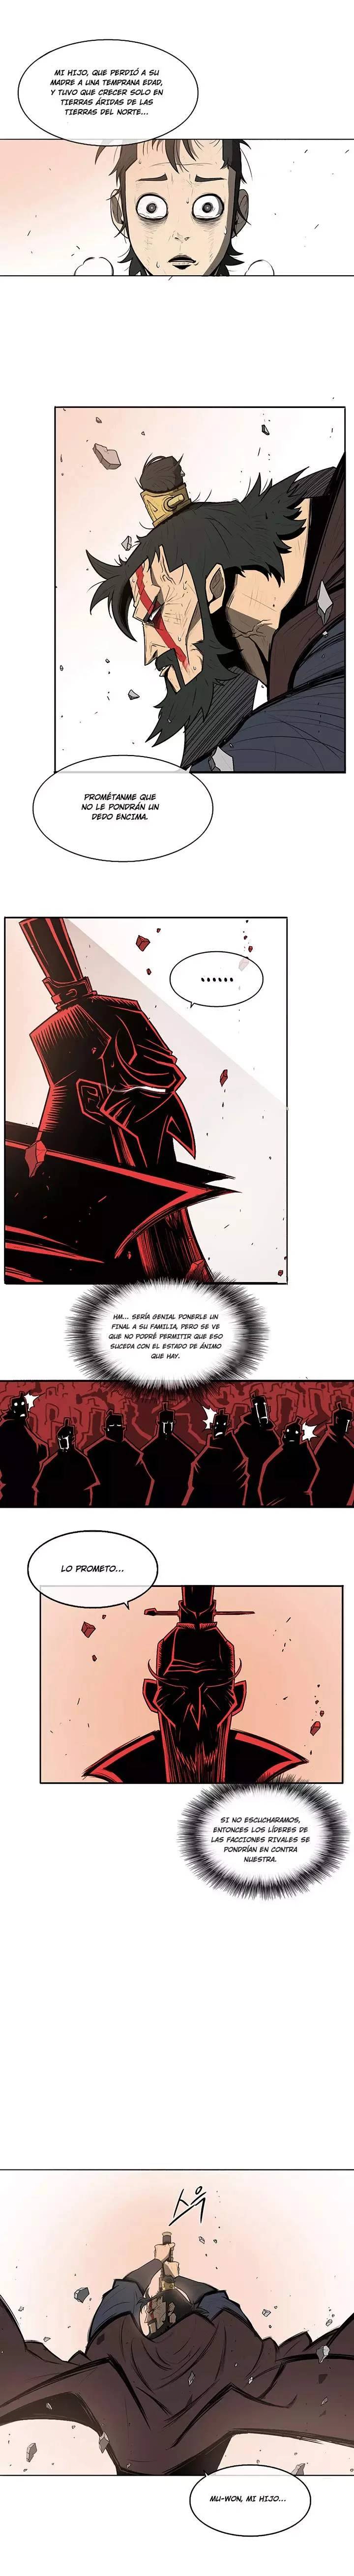 MI HIJO, QUE PERDIÓ A SU
MADRE A UNA TEMPRANA EDAD,
Y TUVO QUE CRECER SOLO EN
TIERRAS ÁRIDAS DE LAS
TIERRAS DEL NORTE...
PROMÉTANME QUE
NO LE PONDRÁN UN
DEDO ENCIMA.
......
HM... SERÍA GENIAL PONERLE UN
FINAL A SU FAMILIA, PERO SE VE
QUE NO PODRÉ PERMITIR QUE ESO
SUCEDA CON EL ESTADO DE ÁNIMO
QUE HAY.
LO PROMETO...
SI NO ESCUCHARAMOS,
ENTONCES LOS LÍDERES DE
LAS FACCIONES RIVALES SE
PONDRÍAN EN CONTRA
NUESTRA.
스윽
MU-WON, MI HIJO...